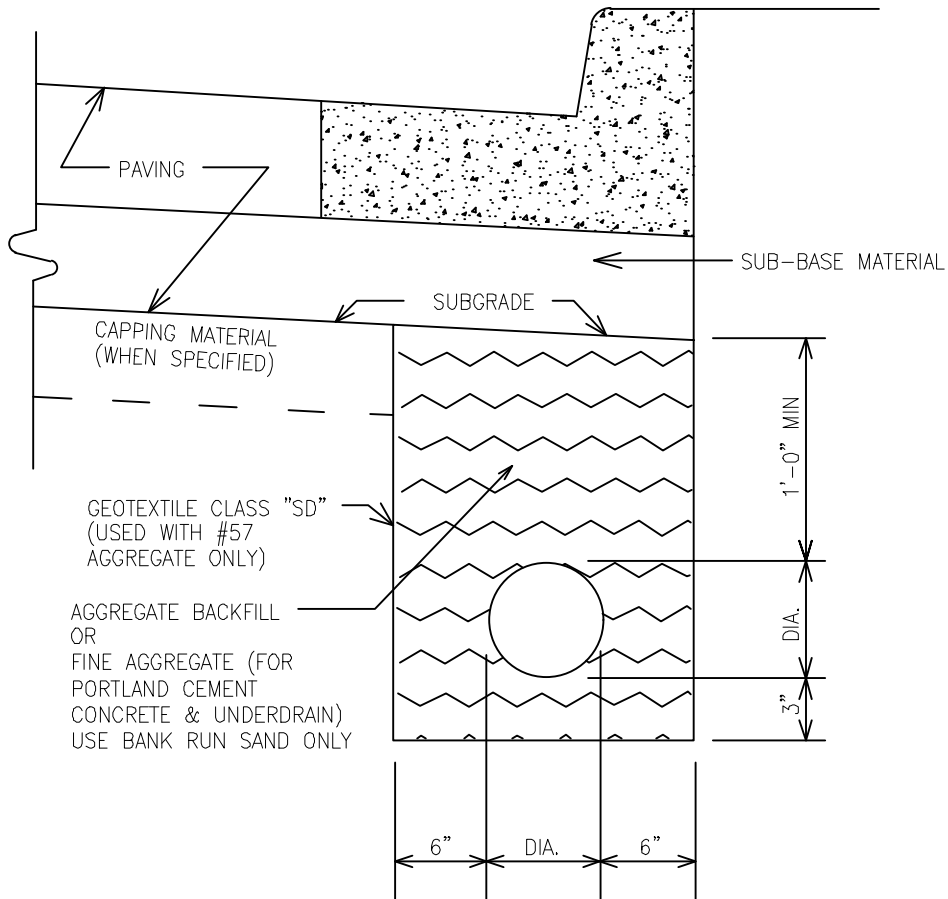 PAVING
SUB-BASE MATERIAL
SUBGRADE
CAPPING MATERIAL
(WHEN SPECIFIED)
1'-0" MIN
GEOTEXTILE CLASS "SD"
(USED WITH #57
AGGREGATE ONLY)
AGGREGATE BACKFILL
OR
FINE AGGREGATE (FOR
PORTLAND CEMENT
CONCRETE & UNDERDRAIN)
USE BANK RUN SAND ONLY
DIA.
3"
6"
DIA.
6"